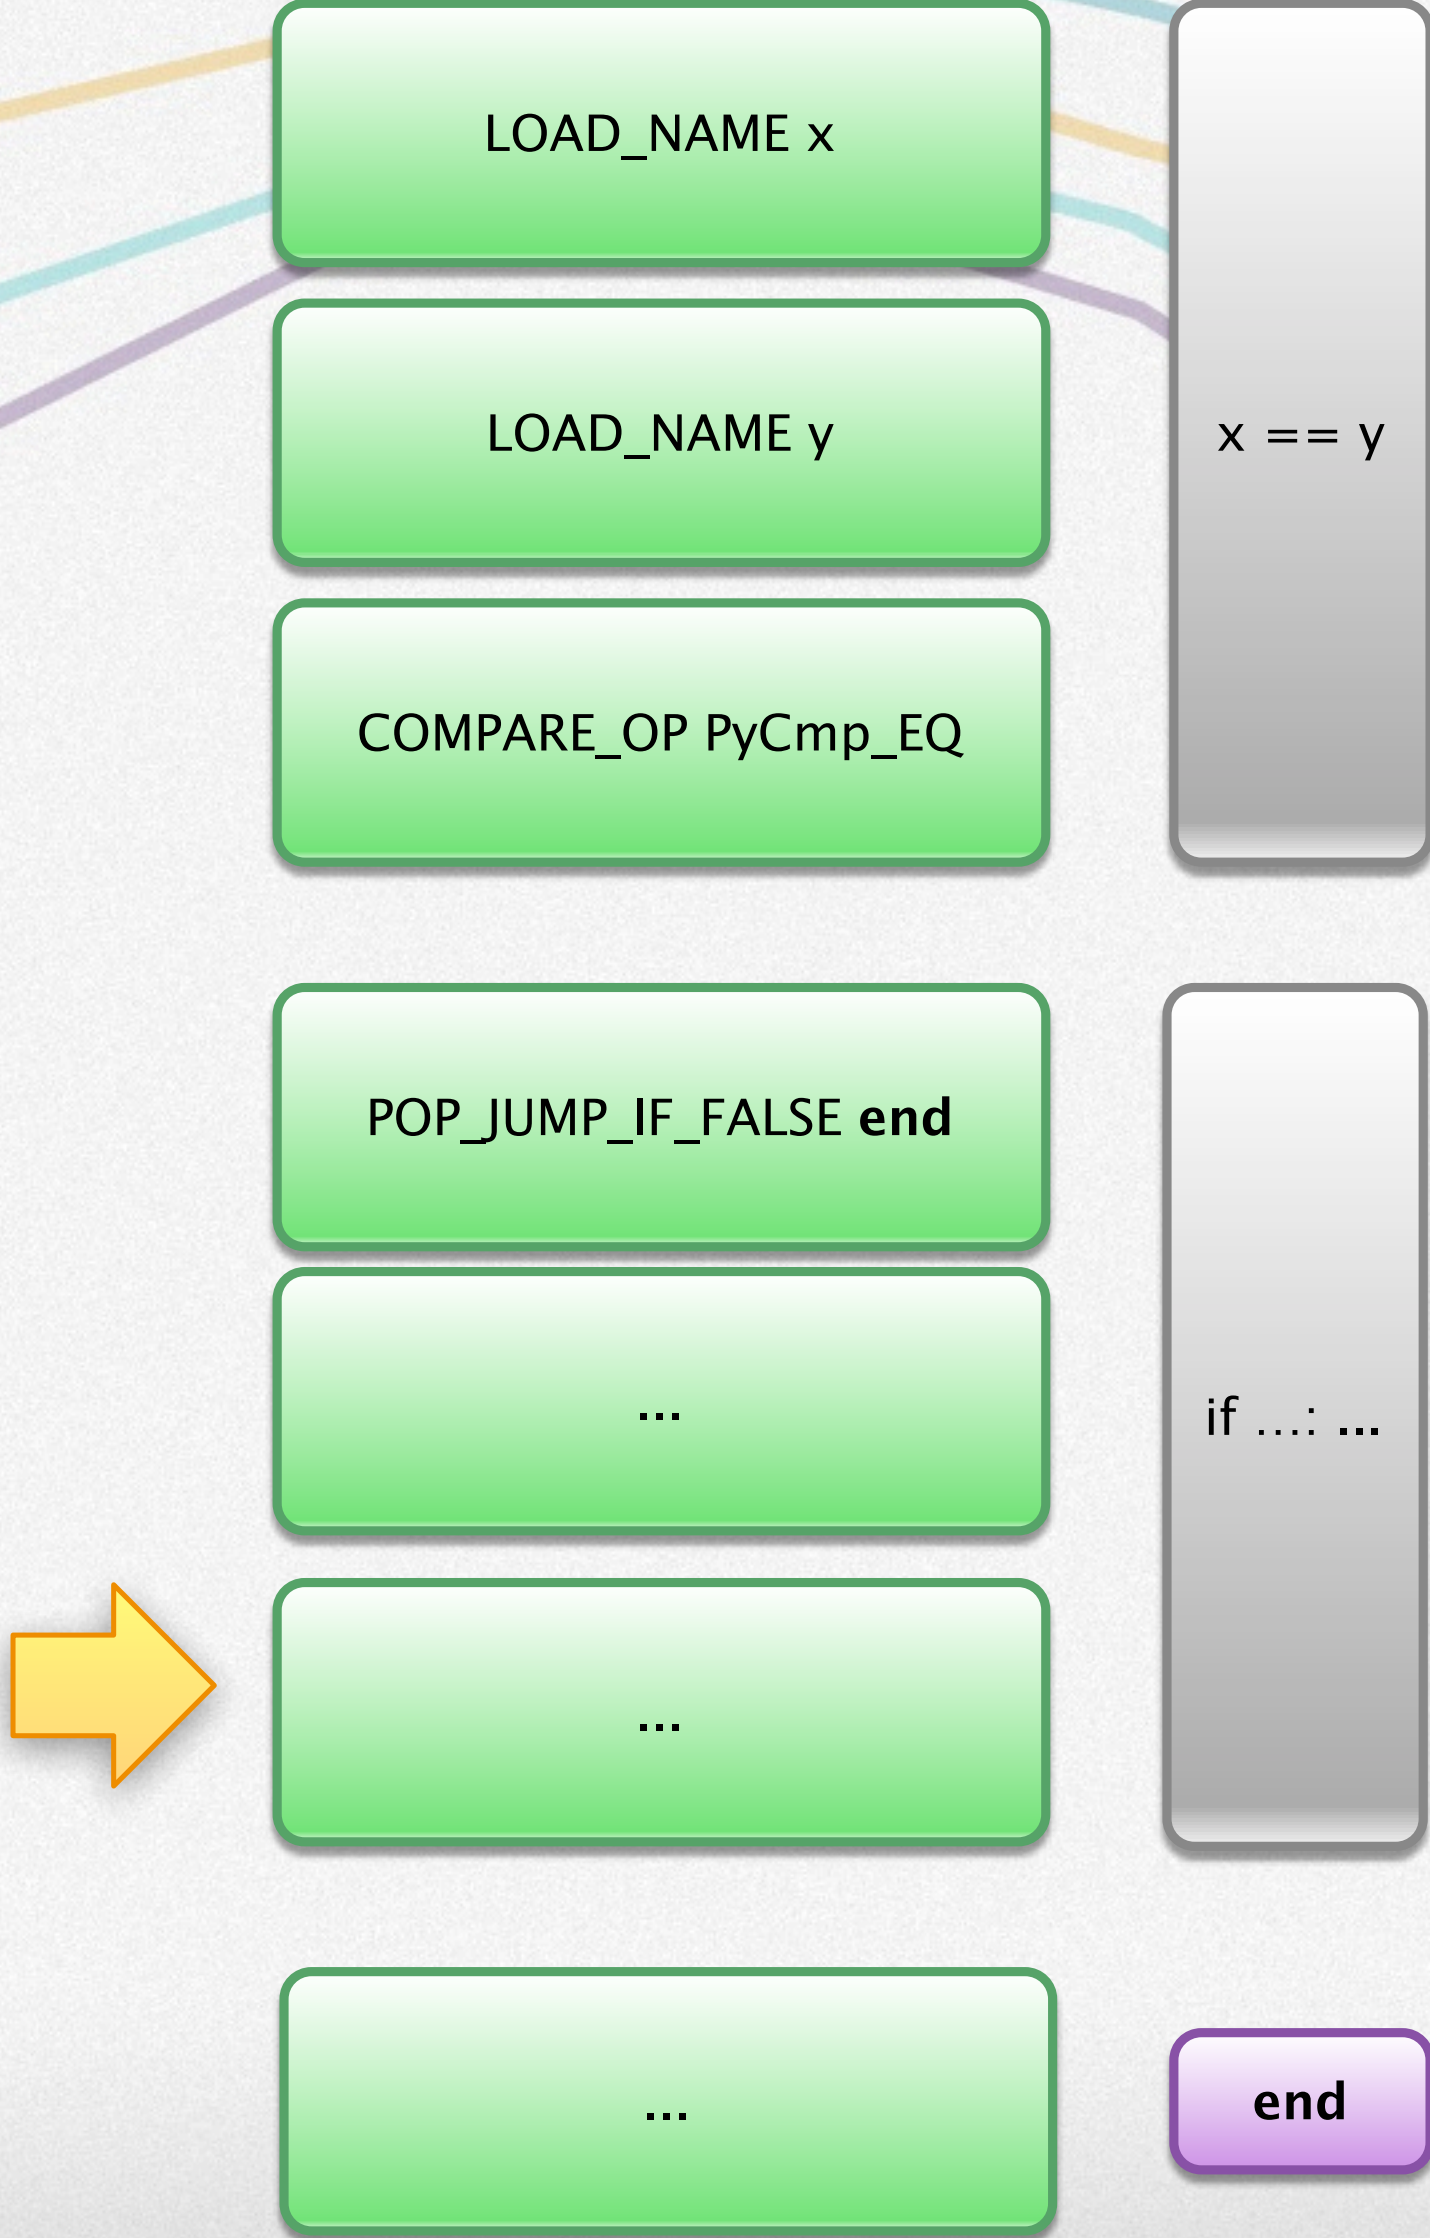 LOAD_NAME x
LOAD_NAME y
x == y
COMPARE_OP PyCmp_EQ
POP_JUMP_IF_FALSE end
...
if ...: ...
...
...
end